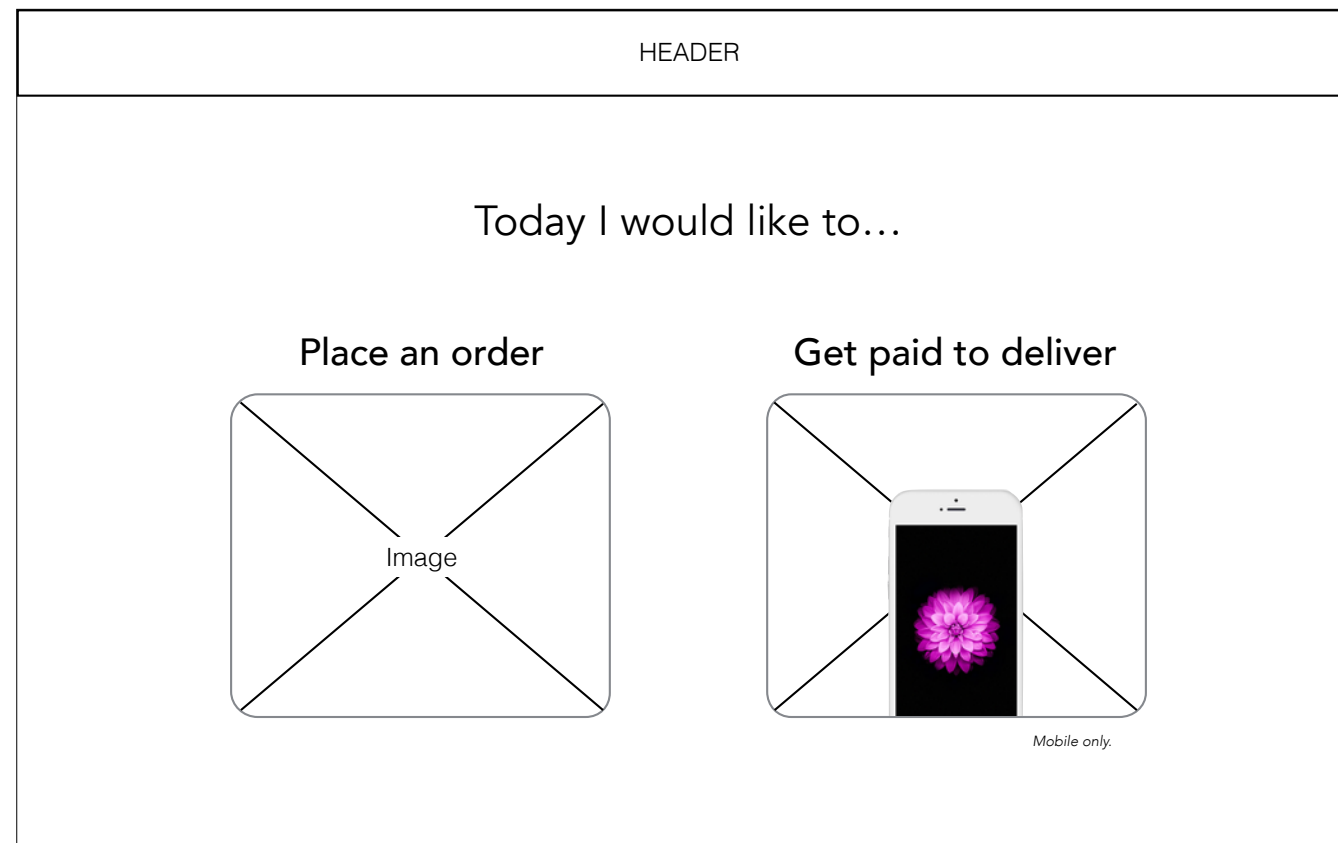 HEADER
Today I would like to…
Place an order
Get paid to deliver
Image
Mobile only.